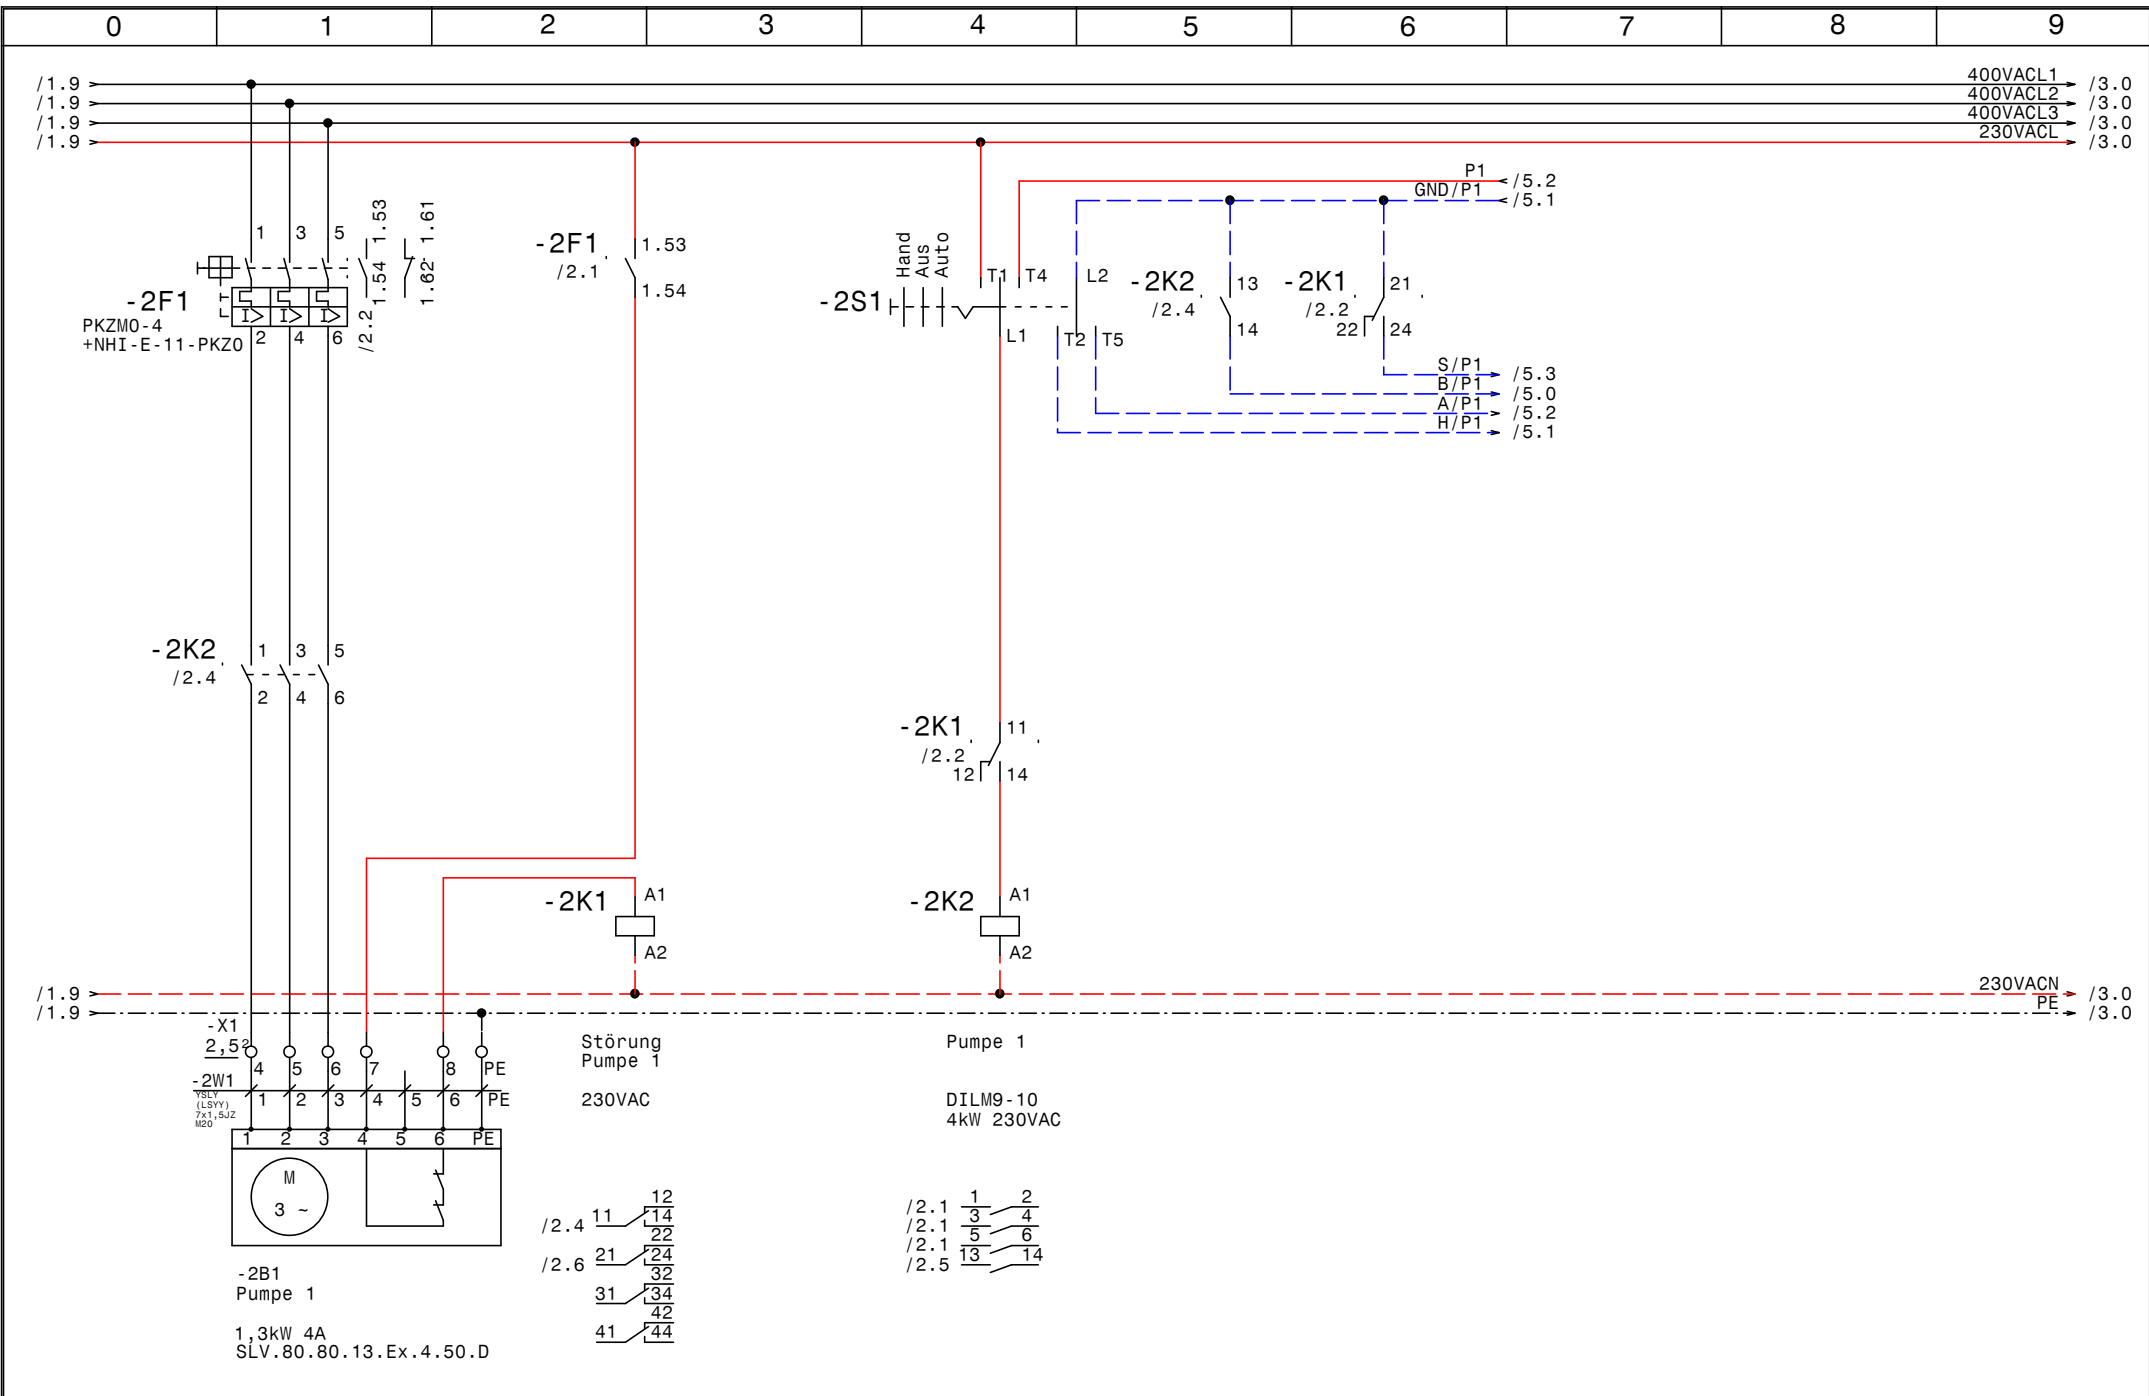 0 1 2 3 4 5 6 7 8 9
/1.9 400VACL1 /3.0
/1.9 400VACL2 /3.0
/1.9 400VACL3 /3.0
/1.9 230VACL /3.0
P1 /5.2
GND/P1 /5.1
-2F1
PKZM0-4
+NHI-E-11-PKZ0
1 3 5
2 4 6
1.53
1.54
/2.2
1.61
1.62
-2F1
/2.1
1.53
1.54
Hand
Aus
Auto
-2S1
T1 T4 L2
L1 T2 T5
-2K2
/2.4
13
14
-2K1
/2.2
21
22 24
S/P1 /5.3
B/P1 /5.0
A/P1 /5.2
H/P1 /5.1
-2K2
/2.4
1 3 5
2 4 6
-2K1
/2.2
11
12 14
-2K1
A1
A2
-2K2
A1
A2
/1.9 230VACN /3.0
/1.9 PE /3.0
-X1
2,5²
4 5 6 7 8 PE
-2W1
YSLY
(LSYY)
7x1,5JZ
M20
1 2 3 4 5 6 PE
1 2 3 4 5 6 PE
M
3 ~
-2B1
Pumpe 1
1,3kW 4A
SLV.80.80.13.Ex.4.50.D
Störung
Pumpe 1
230VAC
12
/2.4 11 14
22
/2.6 21 24
32
31 34
42
41 44
Pumpe 1
DILM9-10
4kW 230VAC
/2.1 1 2
/2.1 3 4
/2.1 5 6
/2.5 13 14